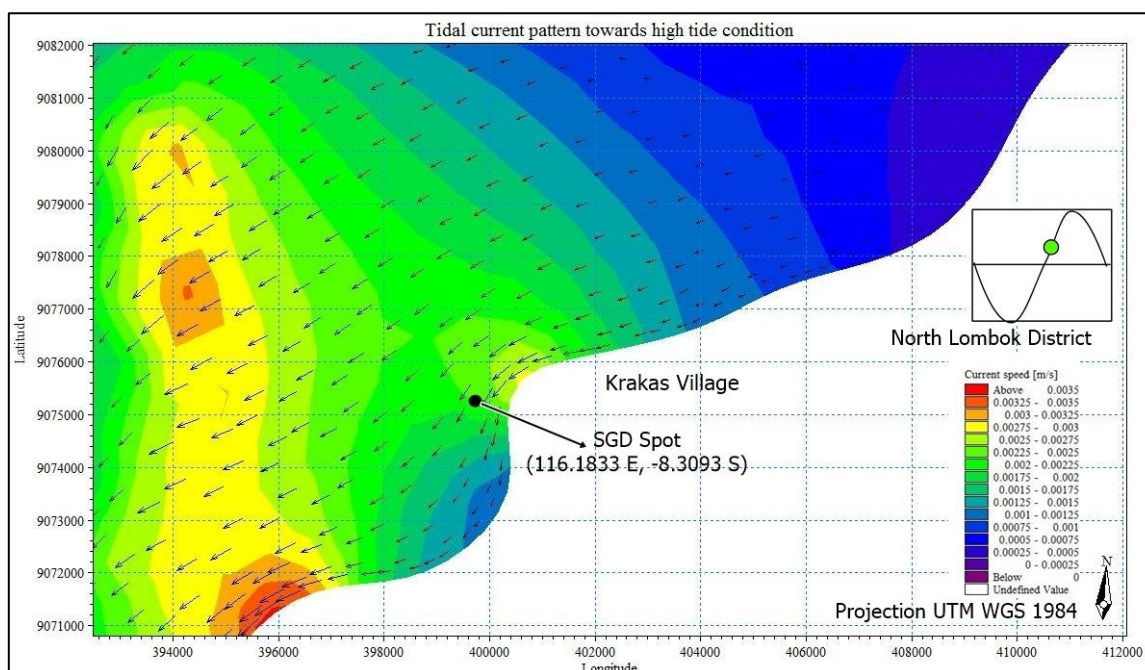 Tidal current pattern towards high tide condition
9082000
9081000
9080000
9079000
9078000
9077000
9076000
9075000
9074000
9073000
9072000
9071000
Latitude
North Lombok District
Krakas Village
SGD Spot
(116.1833 E, -8.3093 S)
Current speed [m/s]
Above 0.0035
0.00325 - 0.0035
0.003 - 0.00325
0.00275 - 0.003
0.0025 - 0.00275
0.00225 - 0.0025
0.002 - 0.00225
0.00175 - 0.002
0.0015 - 0.00175
0.00125 - 0.0015
0.001 - 0.00125
0.00075 - 0.001
0.0005 - 0.00075
0.00025 - 0.0005
0 - 0.00025
Below 0
Undefined Value
N
Projection UTM WGS 1984
394000 396000 398000 400000 402000 404000 406000 408000 410000 412000
Longitude